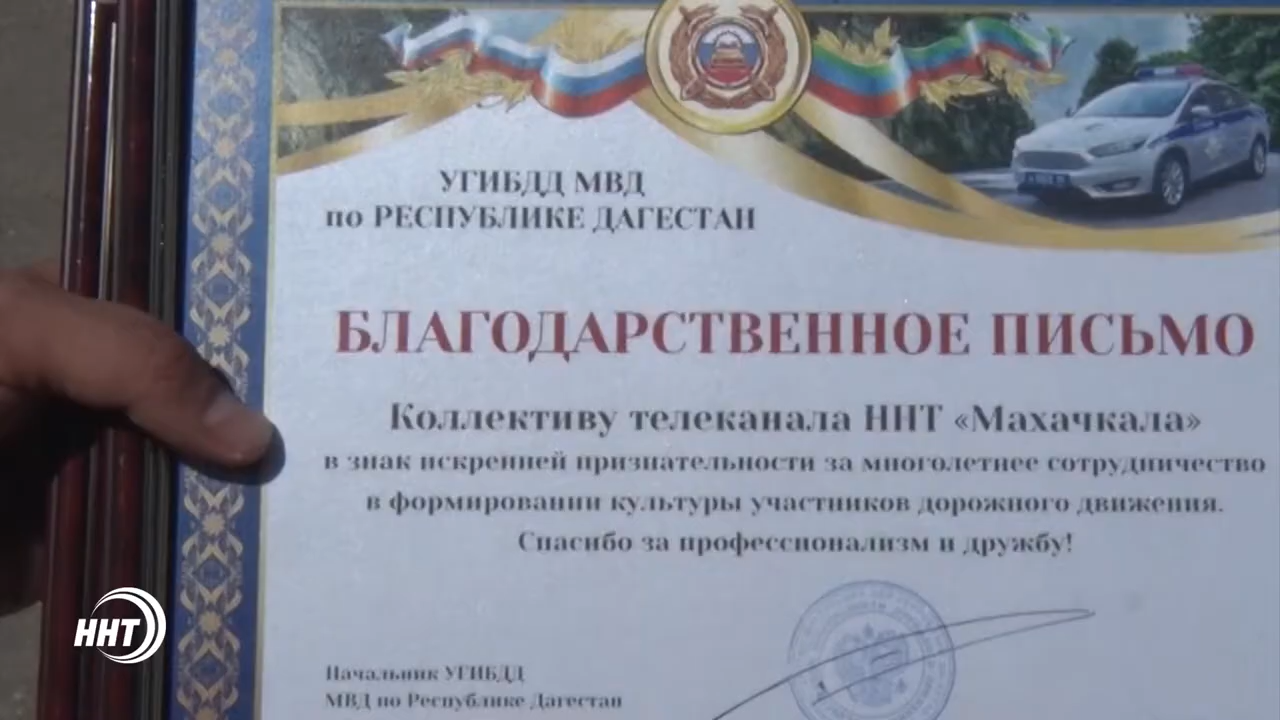 УГИБДД МВД
по РЕСПУБЛИКЕ ДАГЕСТАН
БЛАГОДАРСТВЕННОЕ ПИСЬМО
Коллективу телеканала ННТ «Махачкала»
в знак искренней признательности за многолетнее сотрудничество
в формировании культуры участников дорожного движения.
Спасибо за профессионализм и дружбу!
Начальник УГИБДД
МВД по Республике Дагестан
ННТ